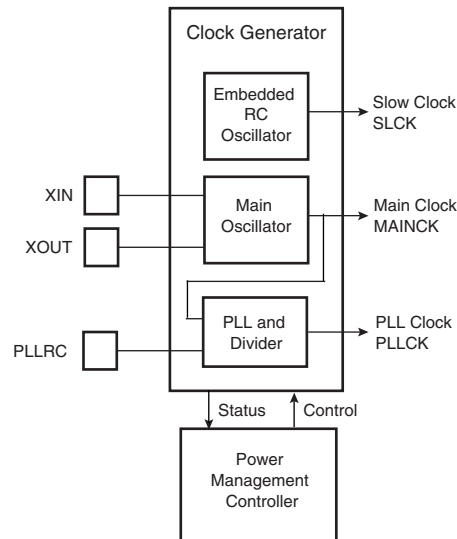 Clock Generator
Embedded
RC
Oscillator
Slow Clock
SLCK
XIN
Main
Oscillator
Main Clock
MAINCK
XOUT
PLL and
Divider
PLL Clock
PLLCK
PLLRC
Status
Control
Power
Management
Controller